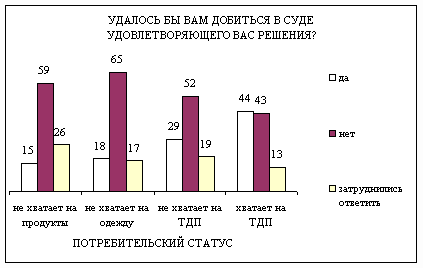 УДАЛОСЬ БЫ ВАМ ДОБИТЬСЯ В СУДЕ
УДОВЛЕТВОРЯЮЩЕГО ВАС РЕШЕНИЯ?
15 59 26 18 65 17 29 52 19 44 43 13
да
нет
затруднились
ответить
не хватает на не хватает на не хватает на хватает на
продукты одежду ТДП ТДП
ПОТРЕБИТЕЛЬСКИЙ СТАТУС